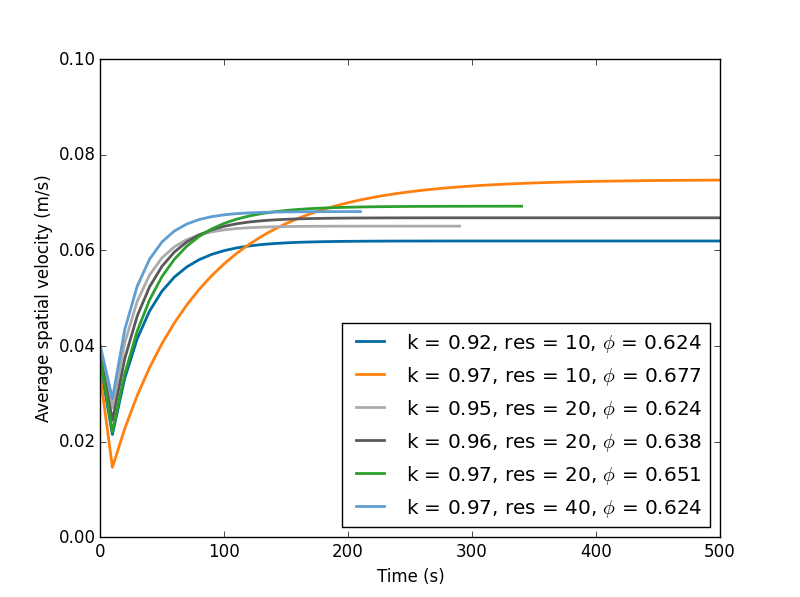 0.10
0.08
0.06
0.04
0.02
0.00
Average spatial velocity (m/s)
k = 0.92, res = 10, ϕ = 0.624
k = 0.97, res = 10, ϕ = 0.677
k = 0.95, res = 20, ϕ = 0.624
k = 0.96, res = 20, ϕ = 0.638
k = 0.97, res = 20, ϕ = 0.651
k = 0.97, res = 40, ϕ = 0.624
0 100 200 300 400 500
Time (s)